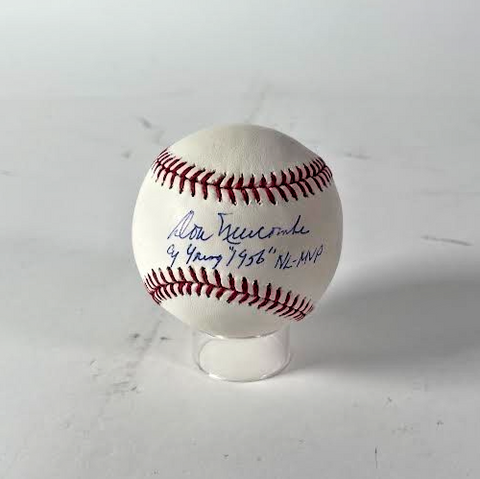 Don Newcombe
Cy Young "1956" NL-MVP